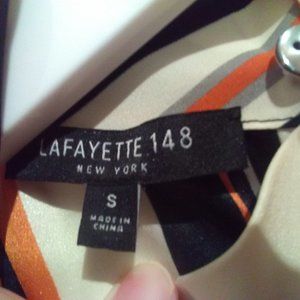 LAFAYETTE 148
NEW YORK
S
MADE IN
CHINA